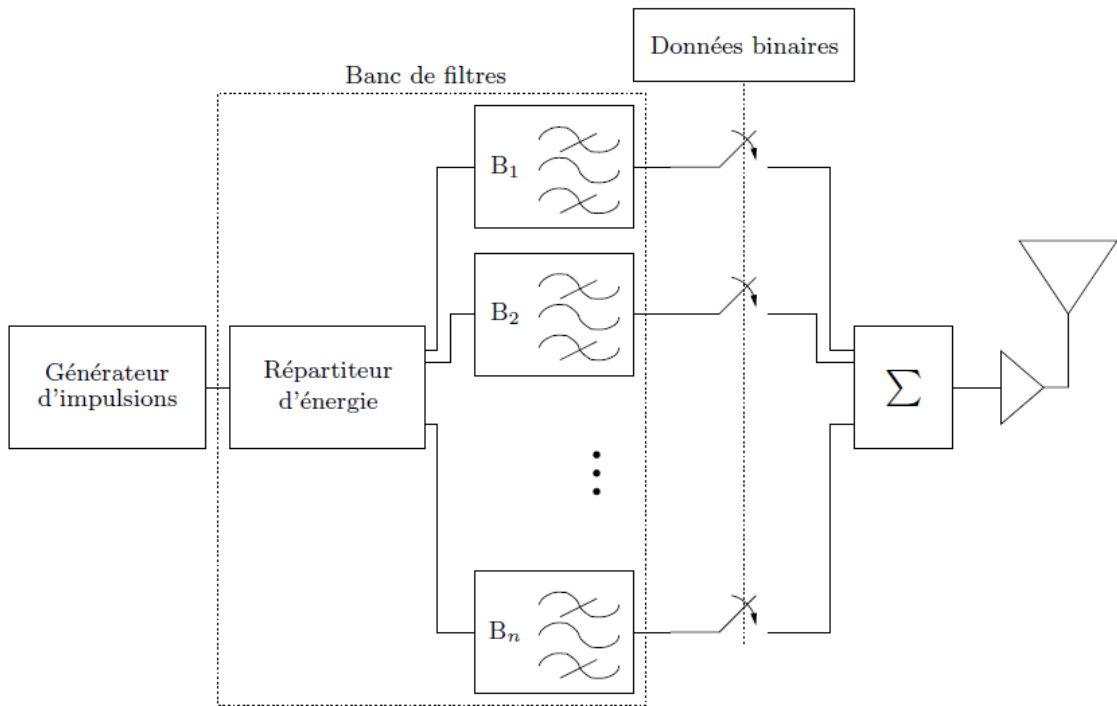 Données binaires
Banc de filtres
B₁
B₂
Générateur
d'impulsions
Répartiteur
d'énergie
∑
Bₙ